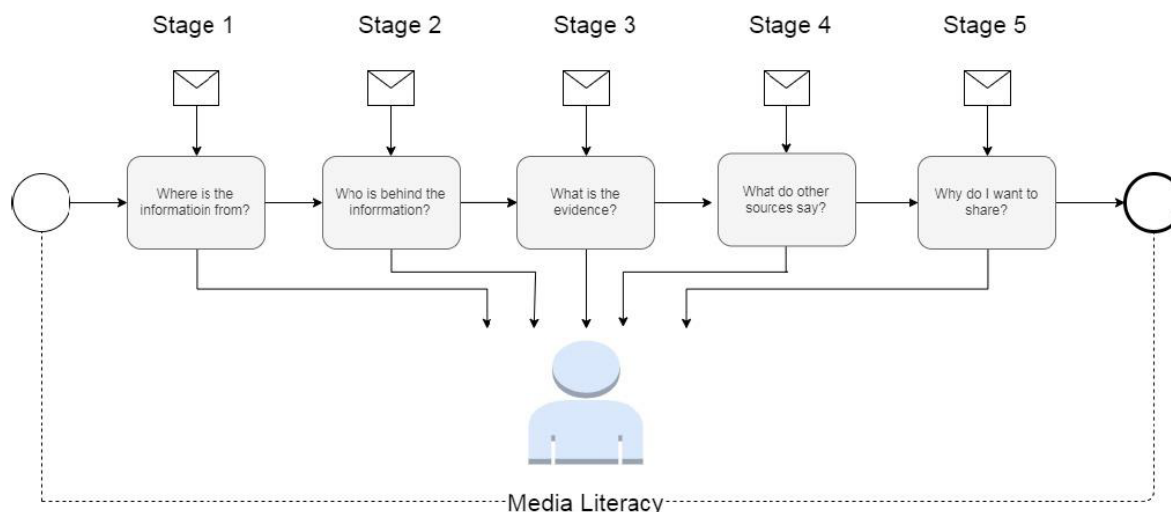 Stage 1
Stage 2
Stage 3
Stage 4
Stage 5
Where is the
informatioin from?
Who is behind the
information?
What is the
evidence?
What do other
sources say?
Why do I want to
share?
Media Literacy